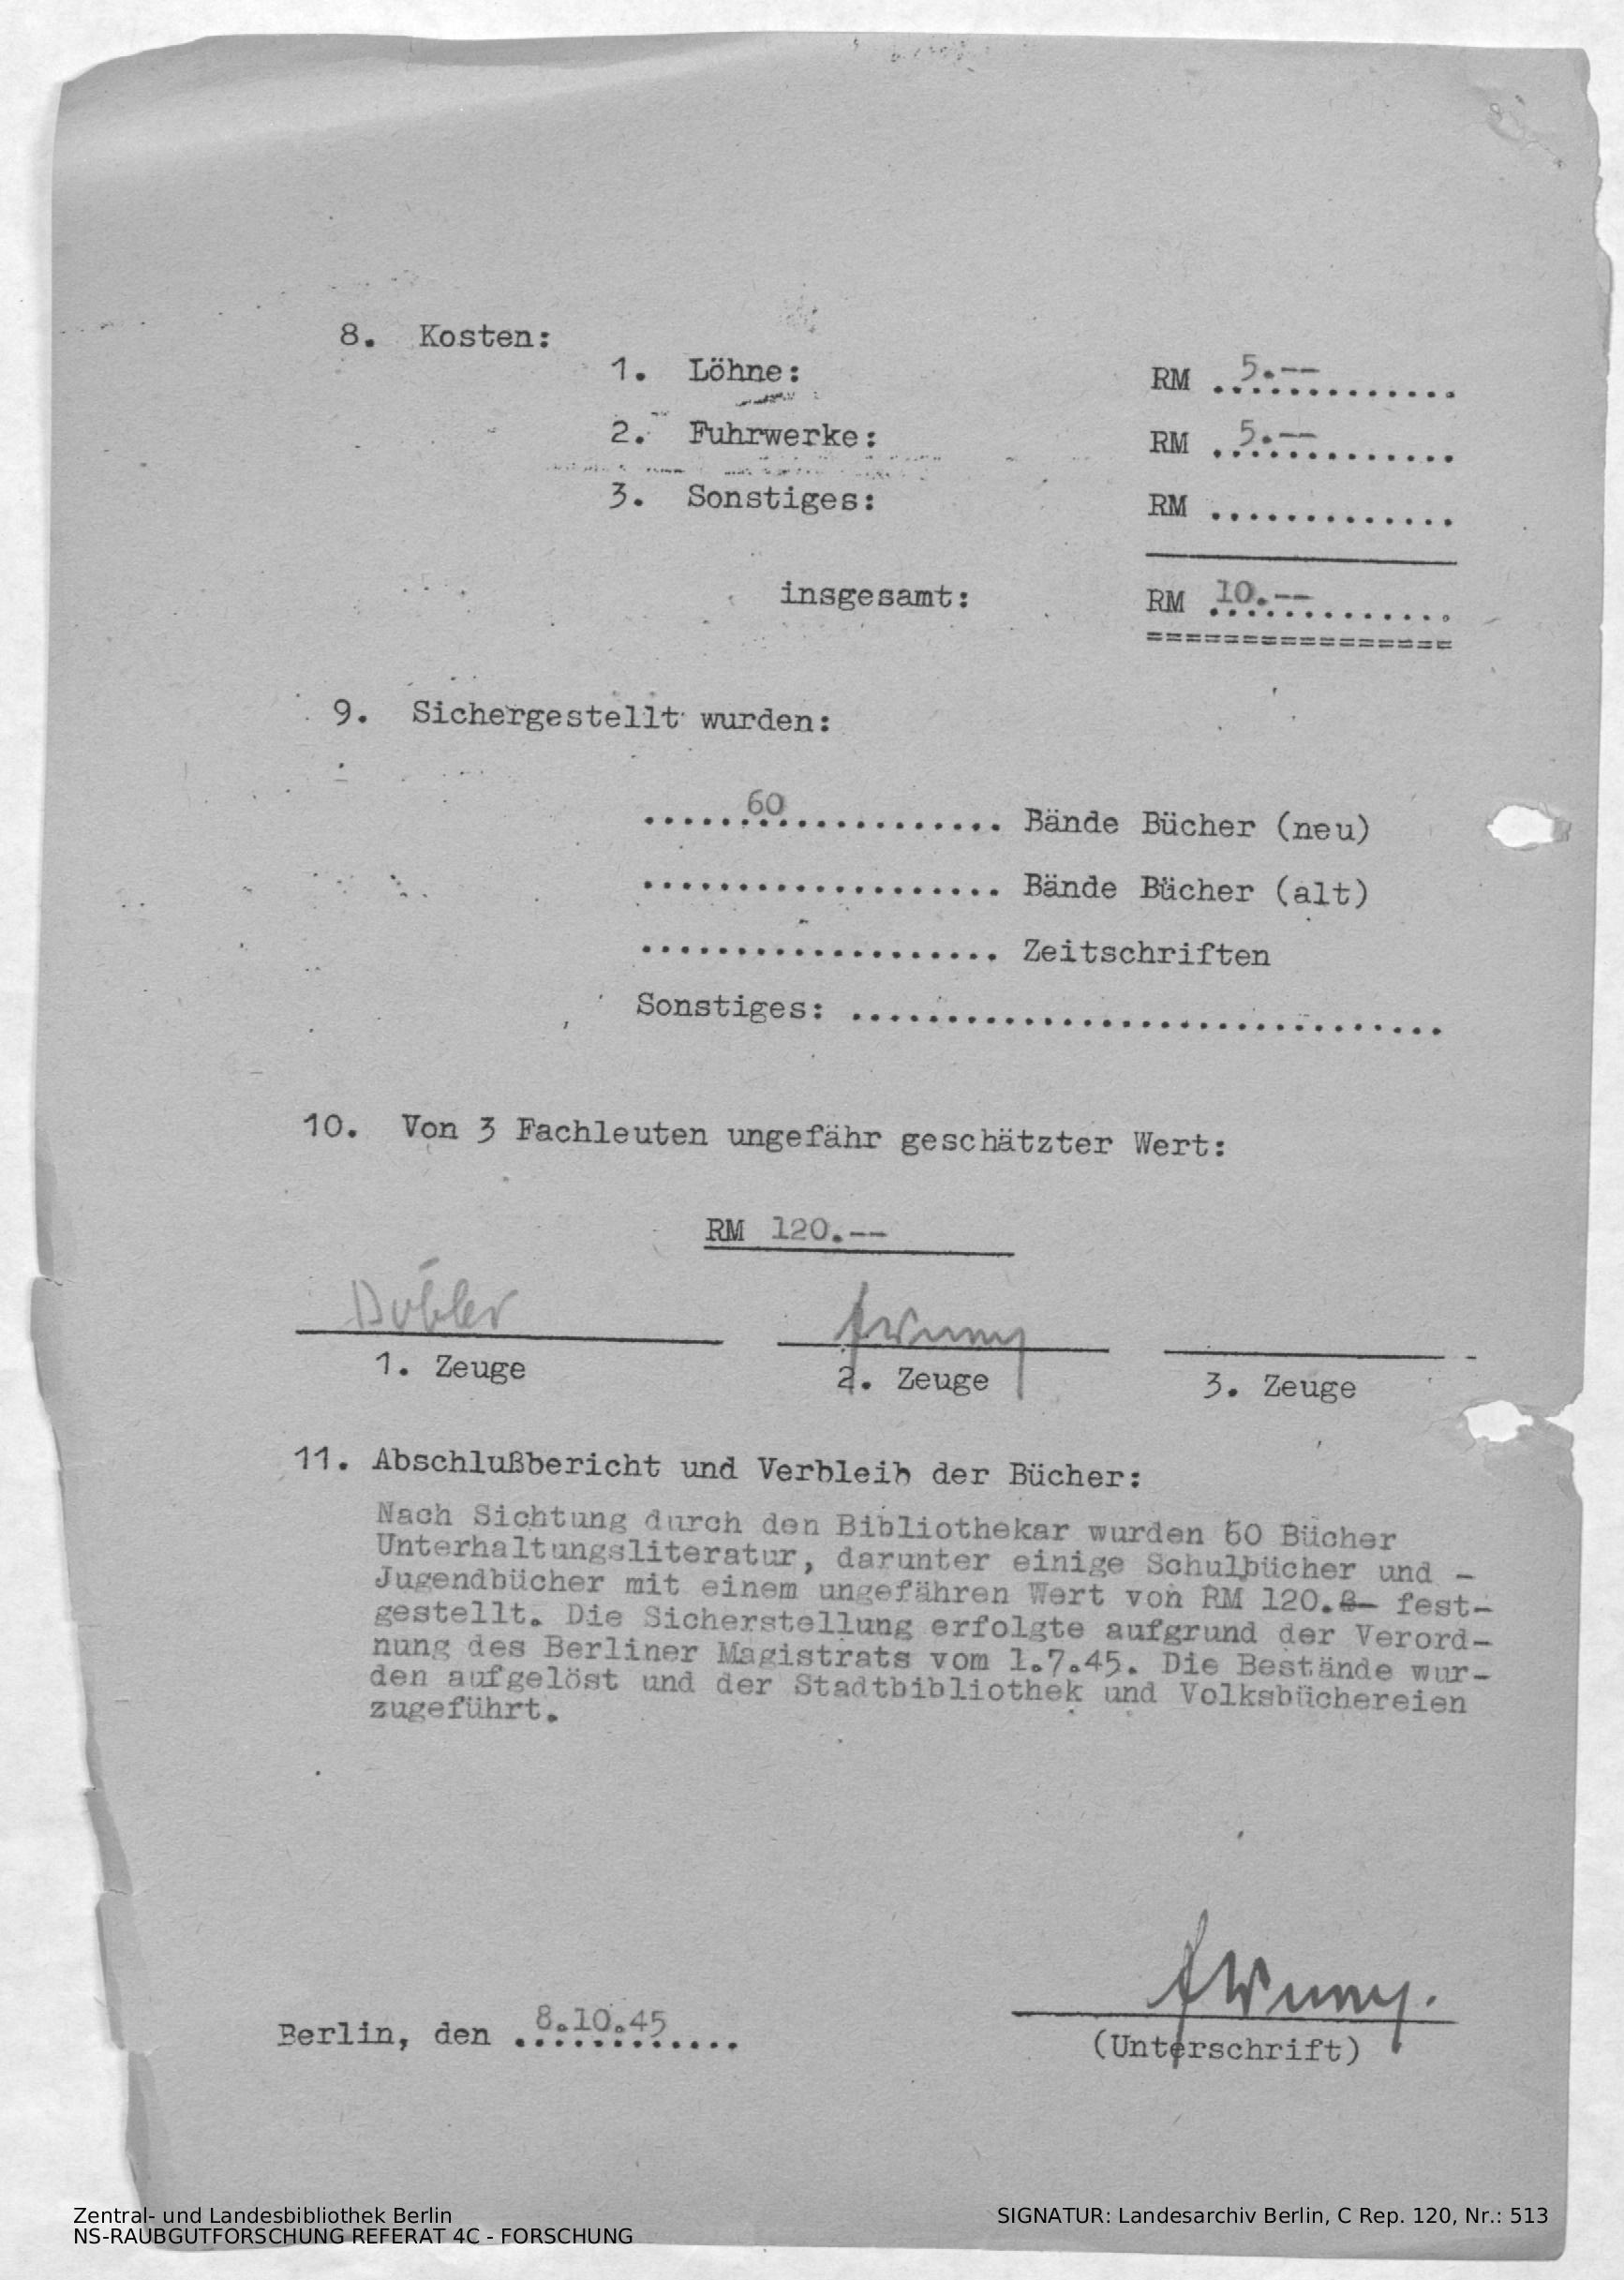 8. Kosten:
1. Löhne: RM 5.--
2. Fuhrwerke: RM 5.--
3. Sonstiges: RM .............
insgesamt: RM 10.--
================
9. Sichergestellt wurden:
......60............. Bände Bücher (neu)
................... Bände Bücher (alt)
................... Zeitschriften
Sonstiges: ...............................
10. Von 3 Fachleuten ungefähr geschätzter Wert:
RM 120.--
Döbler
1. Zeuge 2. Zeuge 3. Zeuge
11. Abschlußbericht und Verbleib der Bücher:
Nach Sichtung durch den Bibliothekar wurden 60 Bücher
Unterhaltungsliteratur, darunter einige Schulbücher und -
Jugendbücher mit einem ungefähren Wert von RM 120.-- fest-
gestellt. Die Sicherstellung erfolgte aufgrund der Verord-
nung des Berliner Magistrats vom 1.7.45. Die Bestände wur-
den aufgelöst und der Stadtbibliothek und Volksbüchereien
zugeführt.
Berlin, den 8.10.45
(Unterschrift)
Zentral- und Landesbibliothek Berlin
NS-RAUBGUTFORSCHUNG REFERAT 4C - FORSCHUNG
SIGNATUR: Landesarchiv Berlin, C Rep. 120, Nr.: 513